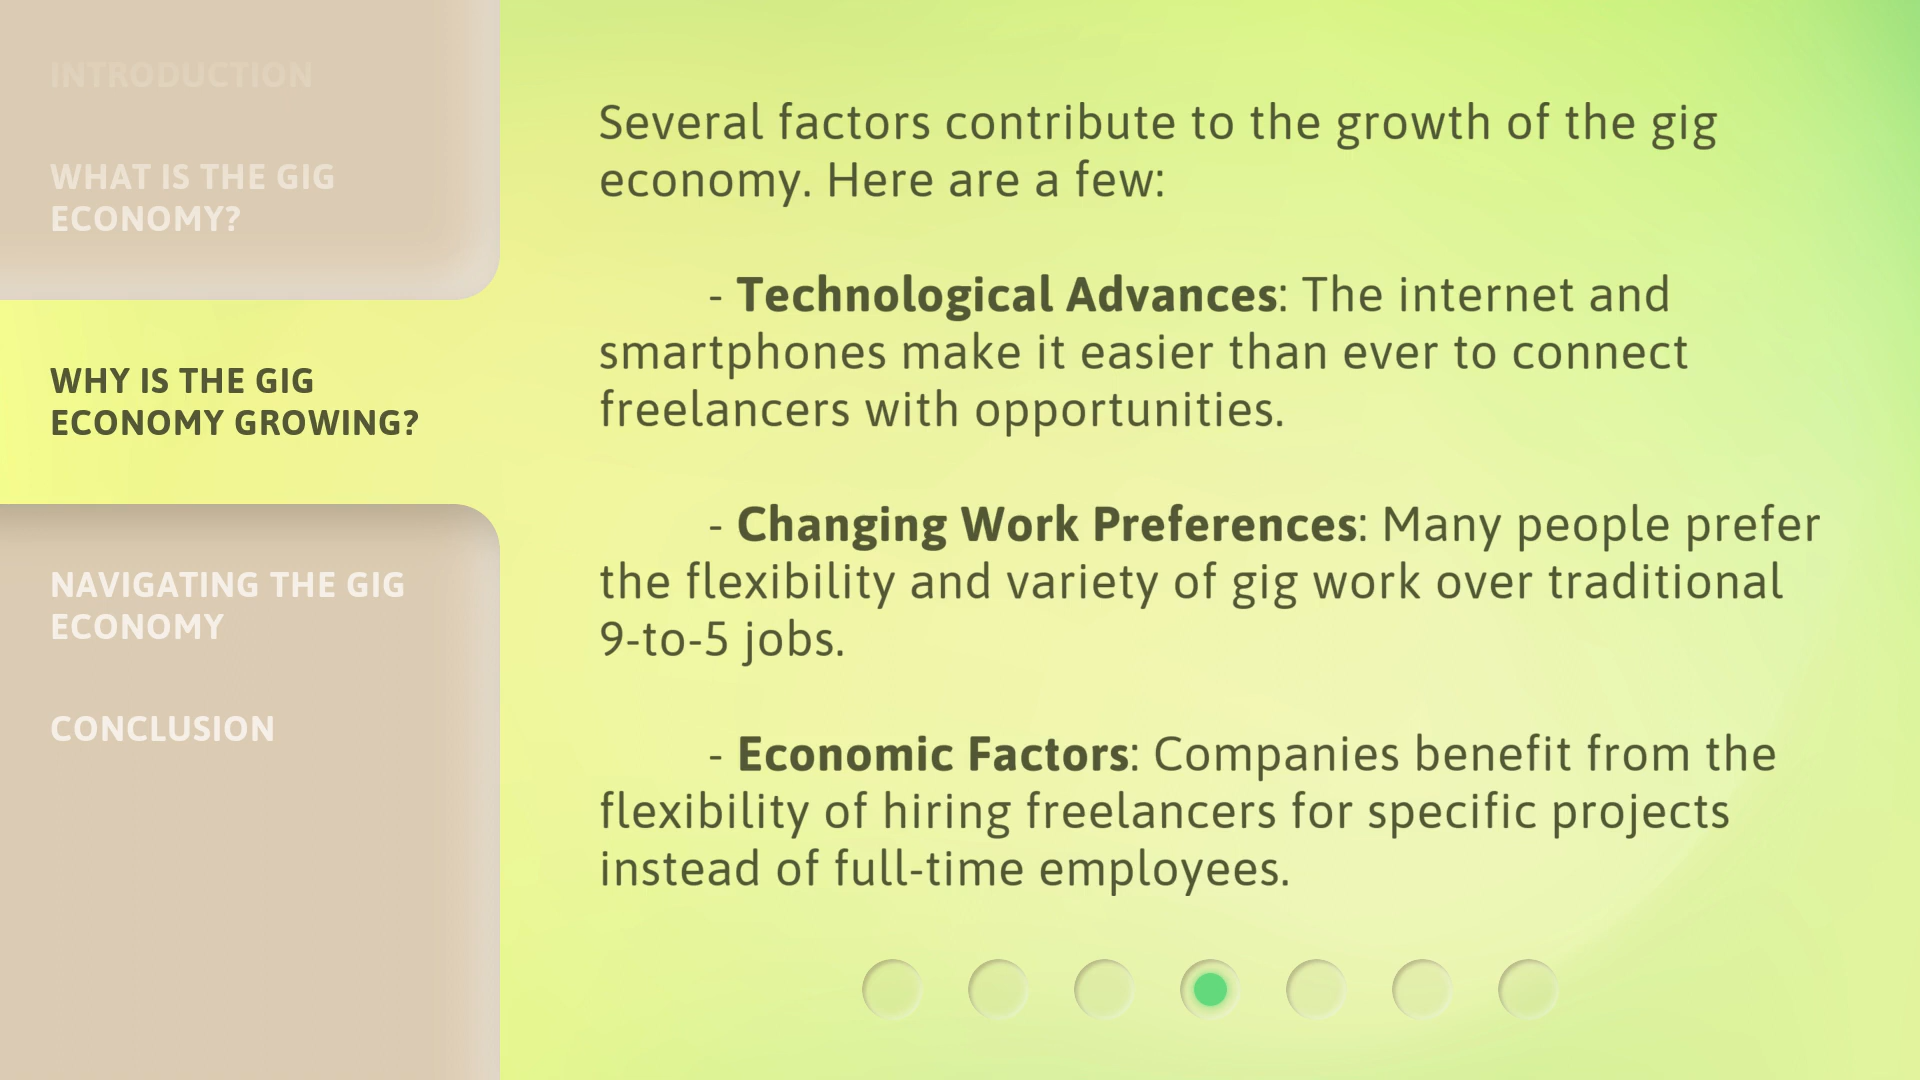 INTRODUCTION
WHAT IS THE GIG
ECONOMY?
WHY IS THE GIG
ECONOMY GROWING?
NAVIGATING THE GIG
ECONOMY
CONCLUSION
Several factors contribute to the growth of the gig
economy. Here are a few:
- Technological Advances: The internet and
smartphones make it easier than ever to connect
freelancers with opportunities.
- Changing Work Preferences: Many people prefer
the flexibility and variety of gig work over traditional
9-to-5 jobs.
- Economic Factors: Companies benefit from the
flexibility of hiring freelancers for specific projects
instead of full-time employees.